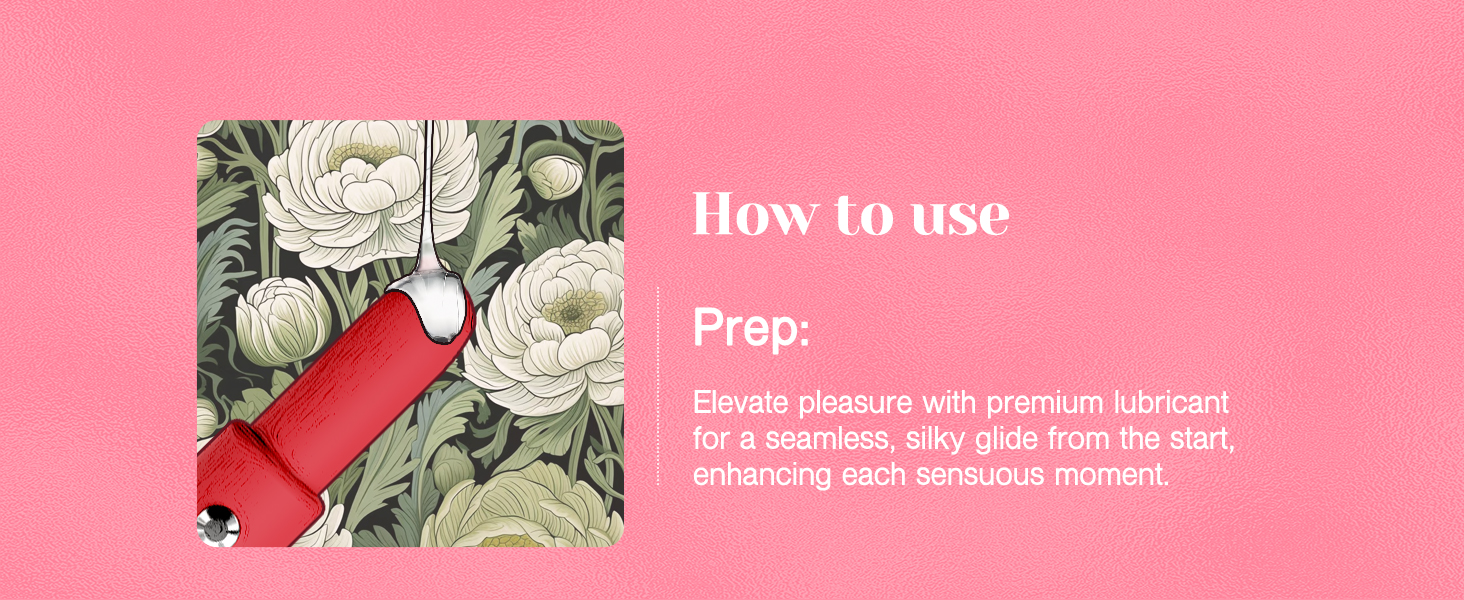 How to use
Prep:
Elevate pleasure with premium lubricant
for a seamless, silky glide from the start,
enhancing each sensuous moment.